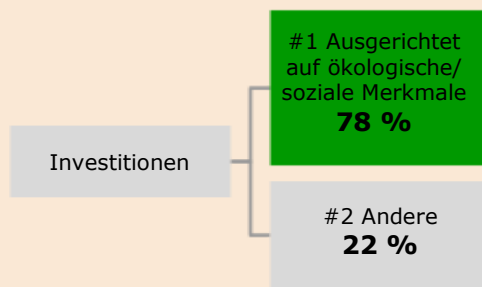 #1 Ausgerichtet
auf ökologische/
soziale Merkmale
78 %
Investitionen
#2 Andere
22 %